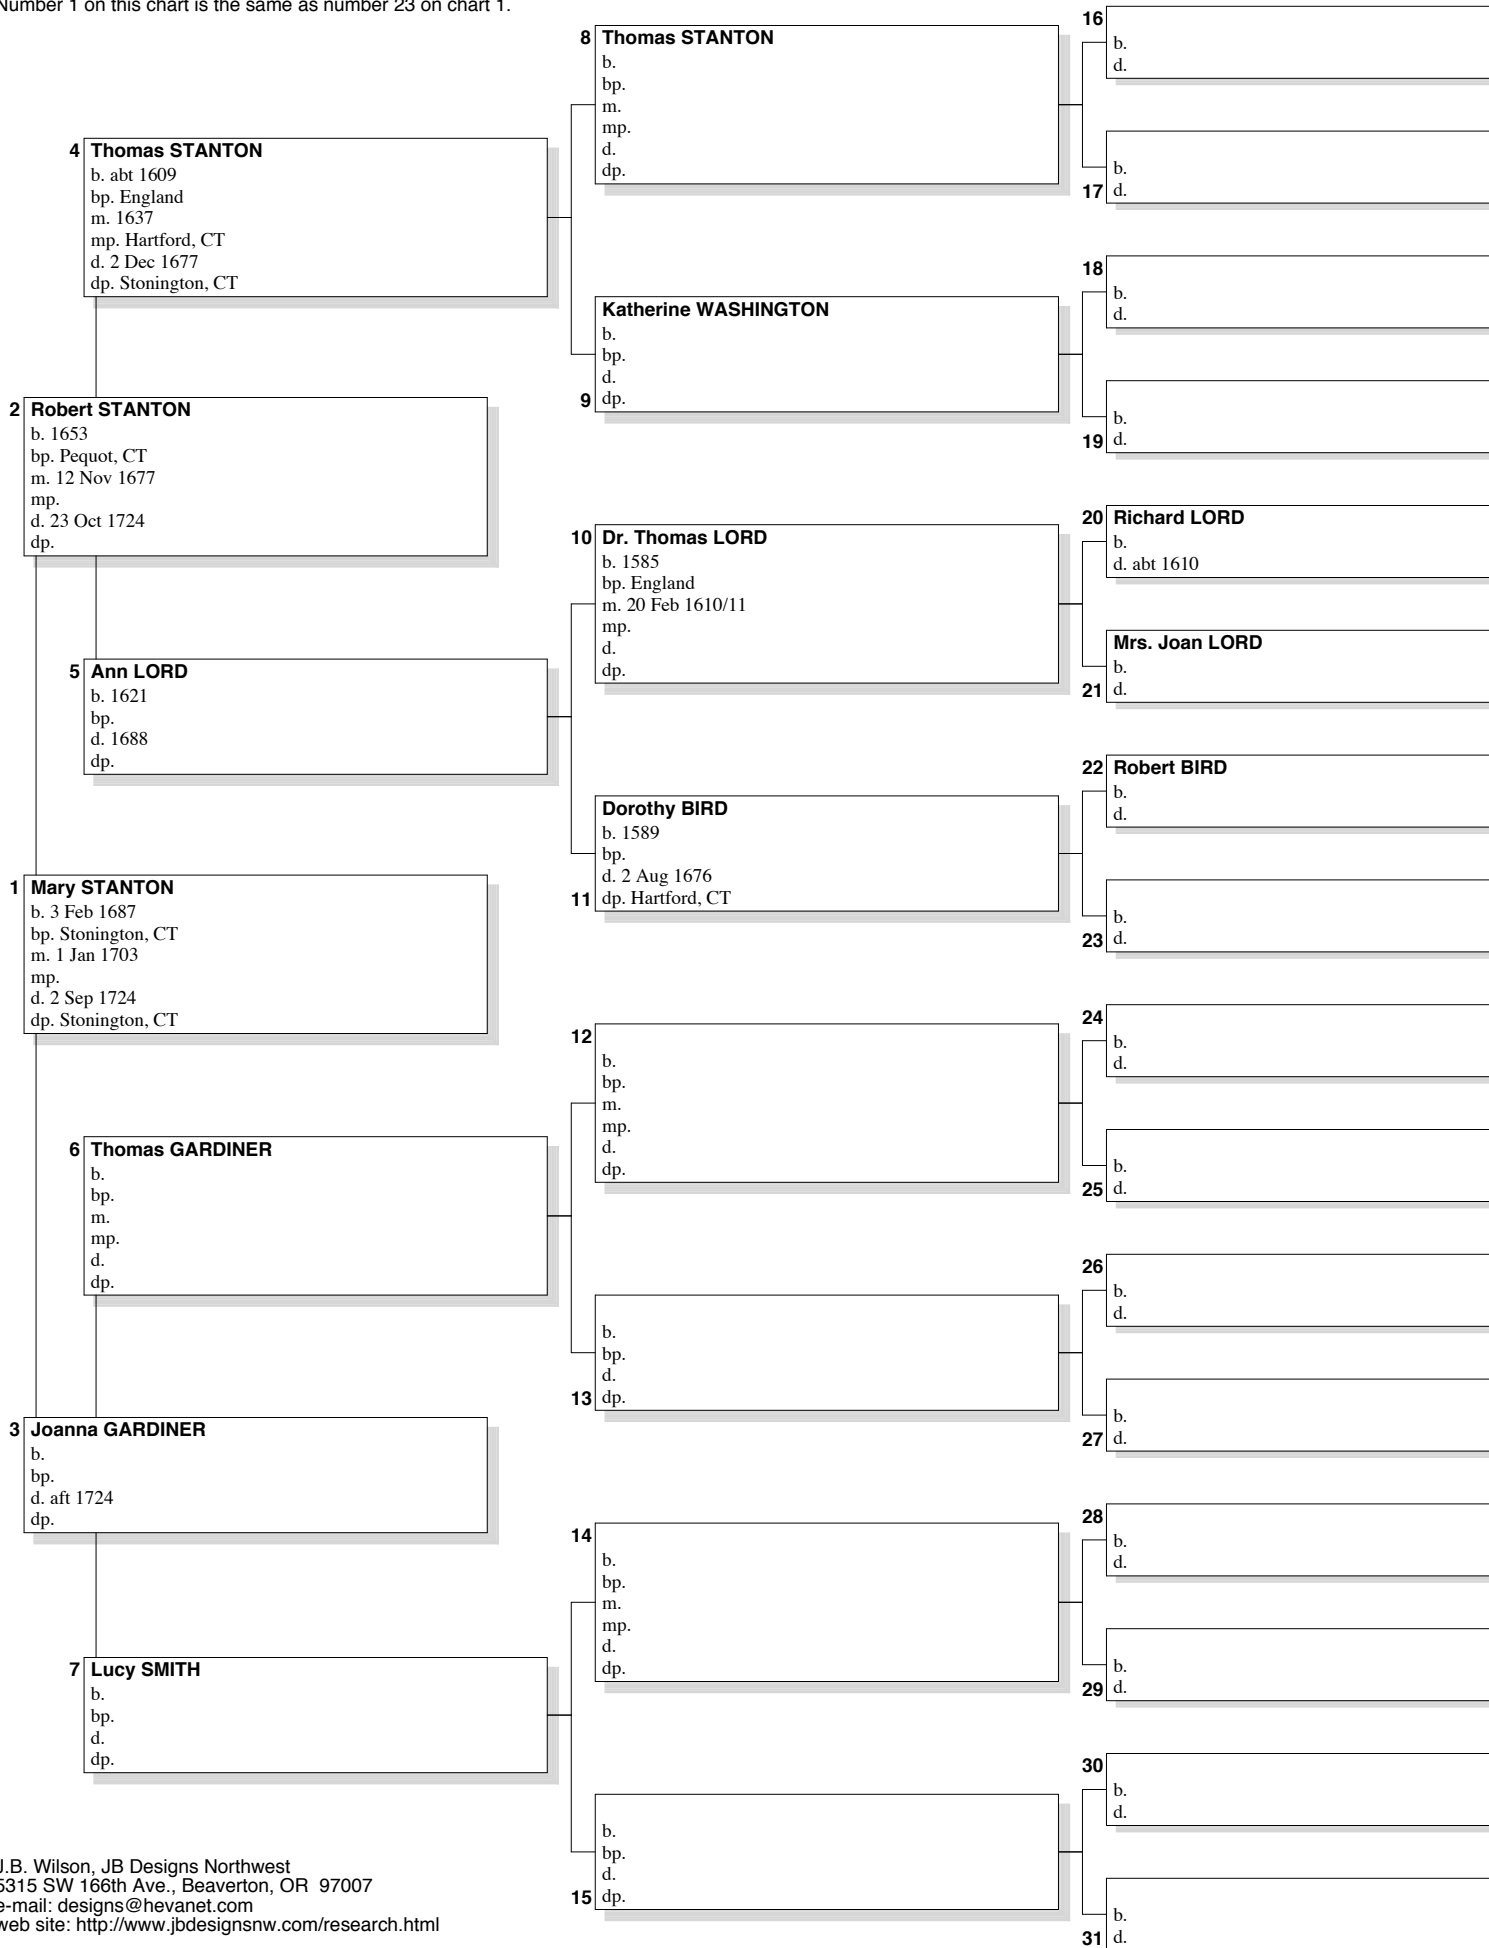 Number 1 on this chart is the same as number 23 on chart 1.
1 Mary STANTON
b. 3 Feb 1687
bp. Stonington, CT
m. 1 Jan 1703
mp.
d. 2 Sep 1724
dp. Stonington, CT
2 Robert STANTON
b. 1653
bp. Pequot, CT
m. 12 Nov 1677
mp.
d. 23 Oct 1724
dp.
3 Joanna GARDINER
b.
bp.
d. aft 1724
dp.
4 Thomas STANTON
b. abt 1609
bp. England
m. 1637
mp. Hartford, CT
d. 2 Dec 1677
dp. Stonington, CT
5 Ann LORD
b. 1621
bp.
d. 1688
dp.
6 Thomas GARDINER
b.
bp.
m.
mp.
d.
dp.
7 Lucy SMITH
b.
bp.
d.
dp.
8 Thomas STANTON
b.
bp.
m.
mp.
d.
dp.
Katherine WASHINGTON
b.
bp.
d.
9 dp.
10 Dr. Thomas LORD
b. 1585
bp. England
m. 20 Feb 1610/11
mp.
d.
dp.
Dorothy BIRD
b. 1589
bp.
d. 2 Aug 1676
11 dp. Hartford, CT
12
b.
bp.
m.
mp.
d.
dp.
b.
bp.
d.
13 dp.
14
b.
bp.
m.
mp.
d.
dp.
b.
bp.
d.
15 dp.
16
b.
d.
b.
17 d.
18
b.
d.
b.
19 d.
20 Richard LORD
b.
d. abt 1610
Mrs. Joan LORD
b.
21 d.
22 Robert BIRD
b.
d.
b.
23 d.
24
b.
d.
b.
25 d.
26
b.
d.
b.
27 d.
28
b.
d.
b.
29 d.
30
b.
d.
b.
31 d.
J.B. Wilson, JB Designs Northwest
5315 SW 166th Ave., Beaverton, OR 97007
e-mail: designs@hevanet.com
web site: http://www.jbdesignsnw.com/research.html